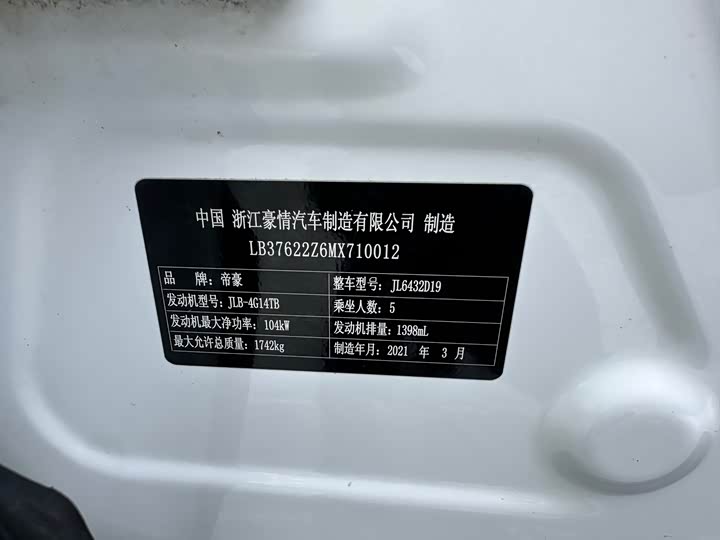 中国 浙江豪情汽车制造有限公司 制造
LB37622Z6MX710012
品 牌：帝豪 整车型号：JL6432D19
发动机型号：JLB-4G14TB 乘坐人数：5
发动机最大净功率：104kW 发动机排量：1398mL
最大允许总质量：1742kg 制造年月：2021 年 3 月